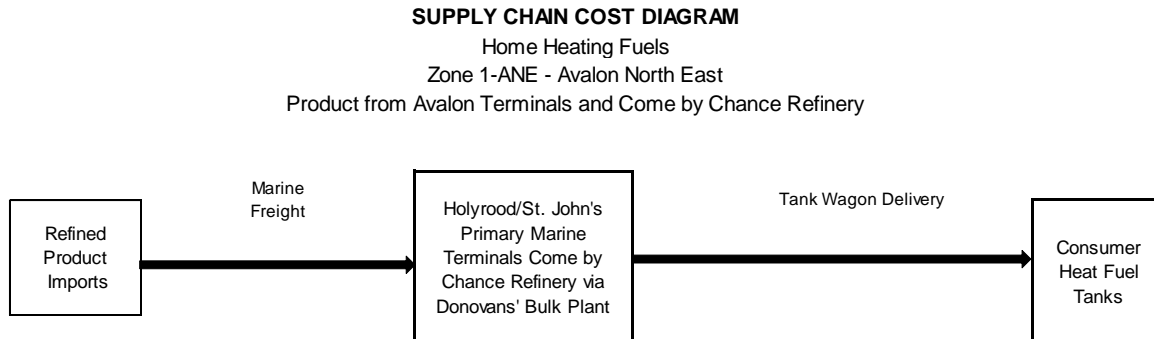 SUPPLY CHAIN COST DIAGRAM
Home Heating Fuels
Zone 1-ANE - Avalon North East
Product from Avalon Terminals and Come by Chance Refinery
Marine
Freight
Tank Wagon Delivery
Refined
Product
Imports
Holyrood/St. John's
Primary Marine
Terminals Come by
Chance Refinery via
Donovans' Bulk Plant
Consumer
Heat Fuel
Tanks